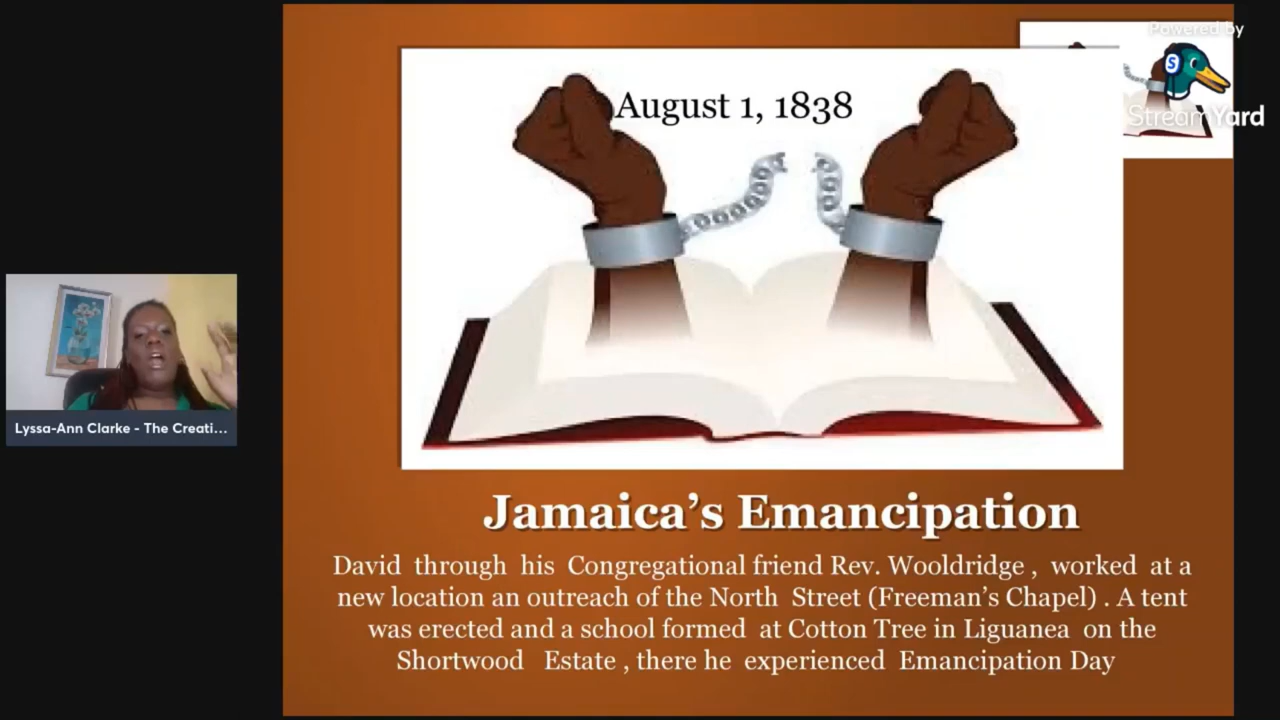 Powered by
S
StreamYard
August 1, 1838
Lyssa-Ann Clarke - The Creati...
Jamaica's Emancipation
David through his Congregational friend Rev. Wooldridge , worked at a
new location an outreach of the North Street (Freeman's Chapel) . A tent
was erected and a school formed at Cotton Tree in Liguanea on the
Shortwood Estate , there he experienced Emancipation Day